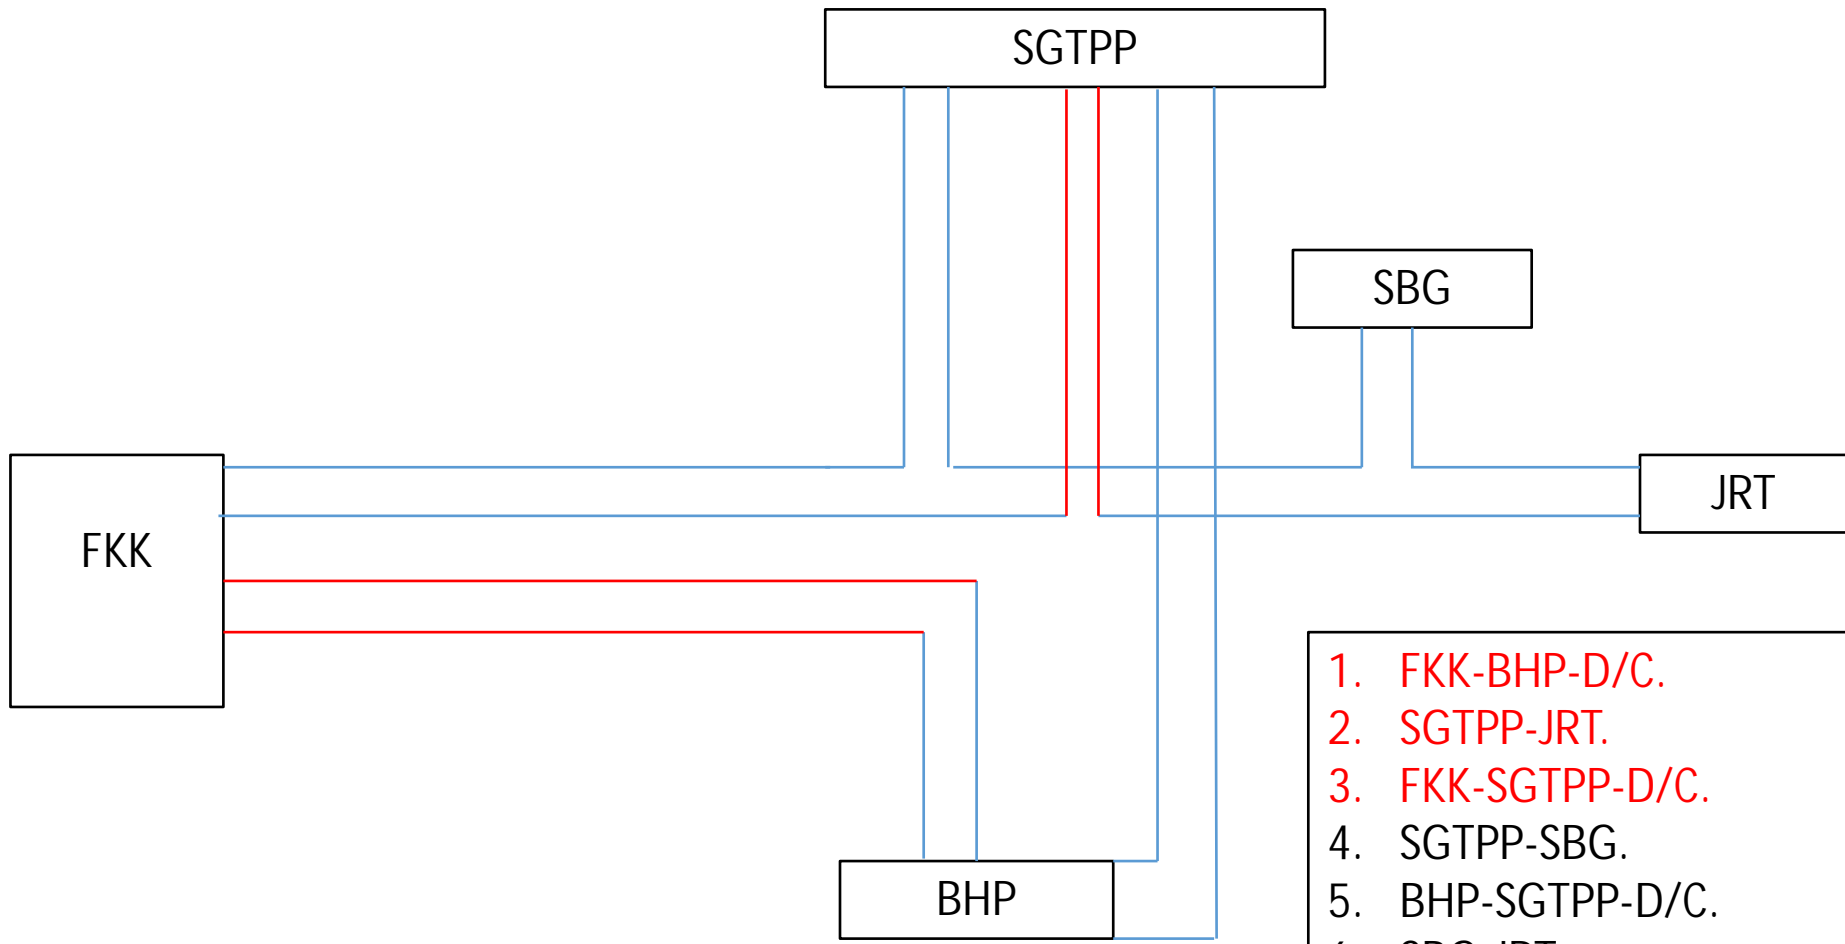 SGTPP
SBG
JRT
FKK
1. FKK-BHP-D/C.
2. SGTPP-JRT.
3. FKK-SGTPP-D/C.
4. SGTPP-SBG.
5. BHP-SGTPP-D/C.
BHP